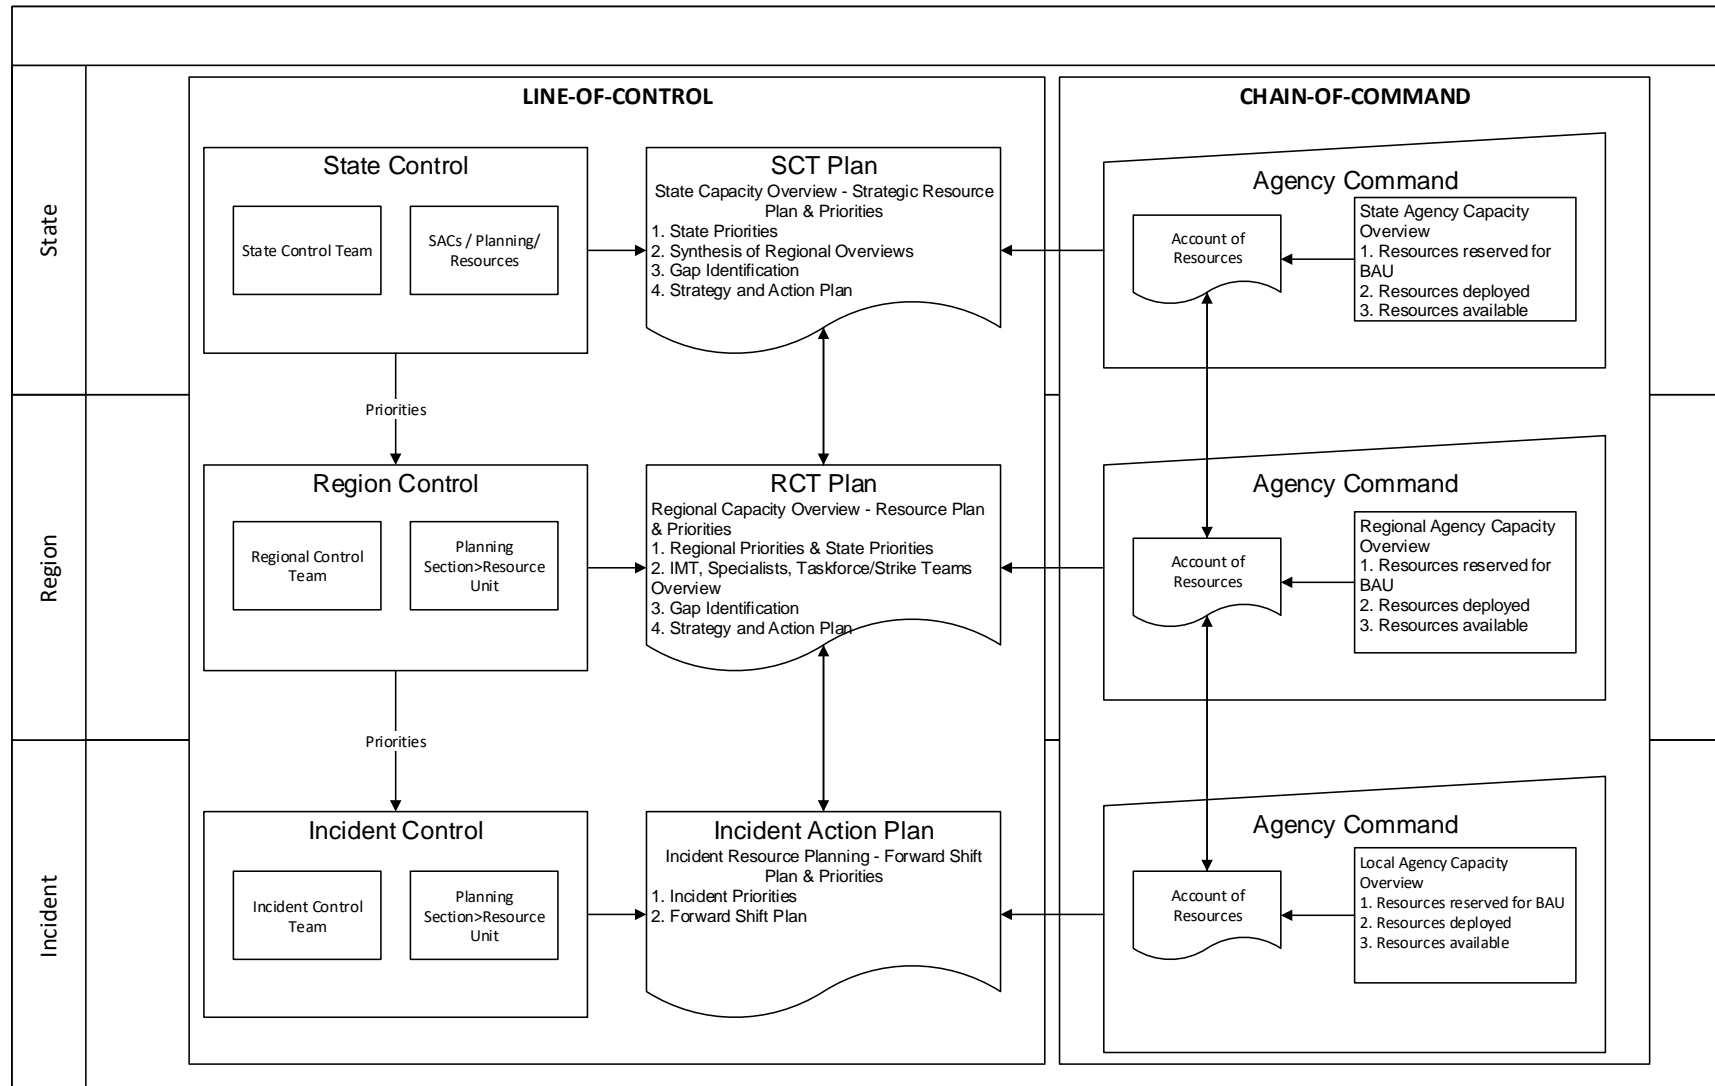 LINE-OF-CONTROL
CHAIN-OF-COMMAND
State
State Control
State Control Team
SACs / Planning/
Resources
SCT Plan
State Capacity Overview - Strategic Resource
Plan & Priorities
1. State Priorities
2. Synthesis of Regional Overviews
3. Gap Identification
4. Strategy and Action Plan
Agency Command
Account of
Resources
State Agency Capacity
Overview
1. Resources reserved for
BAU
2. Resources deployed
3. Resources available
Priorities
Region
Region Control
Regional Control
Team
Planning
Section>Resource
Unit
RCT Plan
Regional Capacity Overview - Resource Plan
& Priorities
1. Regional Priorities & State Priorities
2. IMT, Specialists, Taskforce/Strike Teams
Overview
3. Gap Identification
4. Strategy and Action Plan
Agency Command
Account of
Resources
Regional Agency Capacity
Overview
1. Resources reserved for
BAU
2. Resources deployed
3. Resources available
Priorities
Incident
Incident Control
Incident Control
Team
Planning
Section>Resource
Unit
Incident Action Plan
Incident Resource Planning - Forward Shift
Plan & Priorities
1. Incident Priorities
2. Forward Shift Plan
Agency Command
Account of
Resources
Local Agency Capacity
Overview
1. Resources reserved for BAU
2. Resources deployed
3. Resources available